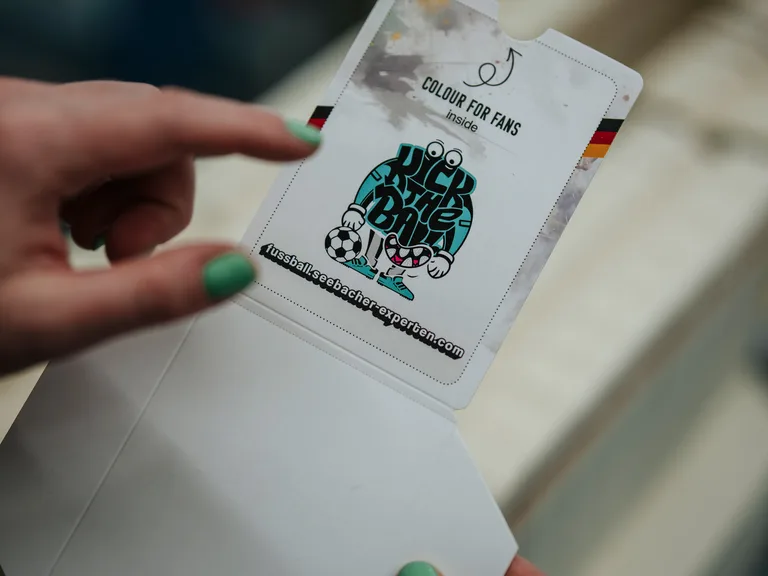 COLOUR FOR FANS
inside
KICK
THE
BALL
fussball.seebacher-experten.com